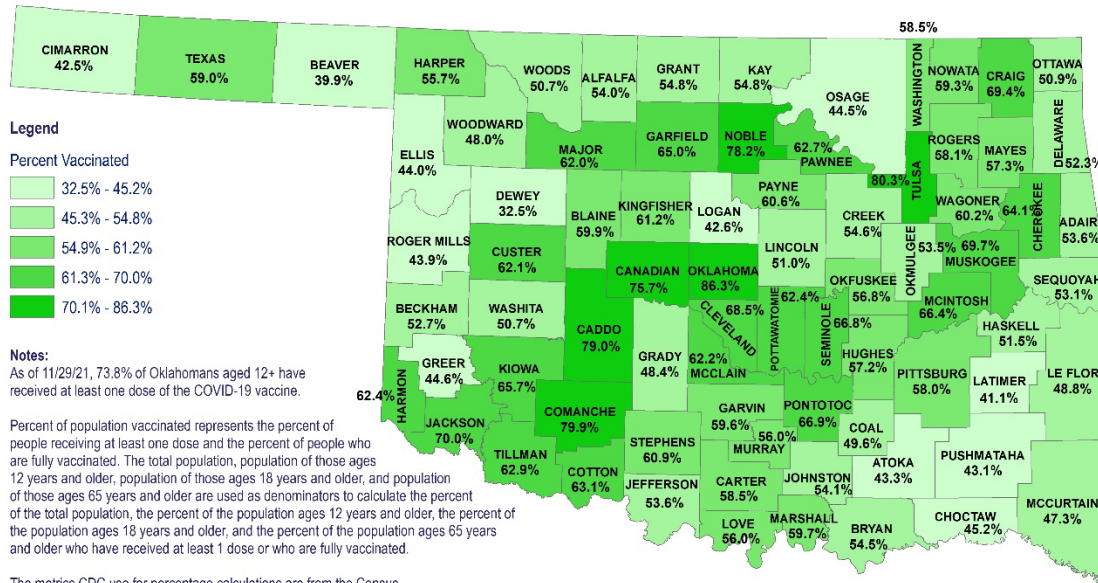 58.5%
CIMARRON
42.5%
TEXAS
59.0%
BEAVER
39.9%
HARPER
55.7%
WOODS
50.7%
ALFALFA
54.0%
GRANT
54.8%
KAY
54.8%
OSAGE
44.5%
WASHINGTON
NOWATA
59.3%
CRAIG
69.4%
OTTAWA
50.9%
Legend
Percent Vaccinated
32.5% - 45.2%
45.3% - 54.8%
54.9% - 61.2%
61.3% - 70.0%
70.1% - 86.3%
ELLIS
44.0%
WOODWARD
48.0%
MAJOR
62.0%
GARFIELD
65.0%
NOBLE
78.2%
62.7%
PAWNEE
ROGERS
58.1%
MAYES
57.3%
DELAWARE
52.3%
DEWEY
32.5%
BLAINE
59.9%
KINGFISHER
61.2%
LOGAN
42.6%
PAYNE
60.6%
80.3%
TULSA
CREEK
54.6%
WAGONER
60.2%
64.1%
CHEROKEE
ADAIR
53.6%
ROGER MILLS
43.9%
CUSTER
62.1%
CANADIAN
75.7%
OKLAHOMA
86.3%
LINCOLN
51.0%
OKMULGEE
53.5%
69.7%
MUSKOGEE
SEQUOYAH
53.1%
BECKHAM
52.7%
WASHITA
50.7%
CADDO
79.0%
GRADY
48.4%
68.5%
CLEVELAND
62.4%
POTTAWATOMIE
SEMINOLE
66.8%
OKFUSKEE
56.8%
MCINTOSH
66.4%
HASKELL
51.5%
GREER
44.6%
KIOWA
65.7%
62.2%
MCCLAIN
HUGHES
57.2%
PITTSBURG
58.0%
LATIMER
41.1%
LE FLOR
48.8%
62.4%
HARMON
JACKSON
70.0%
COMANCHE
79.9%
GARVIN
59.6%
PONTOTOC
66.9%
COAL
49.6%
TILLMAN
62.9%
COTTON
63.1%
STEPHENS
60.9%
56.0%
MURRAY
ATOKA
43.3%
PUSHMATAHA
43.1%
JEFFERSON
53.6%
CARTER
58.5%
JOHNSTON
54.1%
LOVE
56.0%
MARSHALL
59.7%
BRYAN
54.5%
CHOCTAW
45.2%
MCCURTAIN
47.3%
Notes:
As of 11/29/21, 73.8% of Oklahomans aged 12+ have
received at least one dose of the COVID-19 vaccine.
Percent of population vaccinated represents the percent of
people receiving at least one dose and the percent of people who
are fully vaccinated. The total population, population of those ages
12 years and older, population of those ages 18 years and older, and population
of those ages 65 years and older are used as denominators to calculate the percent
of the total population, the percent of the population ages 12 years and older, the percent of
the population ages 18 years and older, and the percent of the population ages 65 years
and older who have received at least 1 dose or who are fully vaccinated.
The metrics CDC use for percentage calculations are from the Census